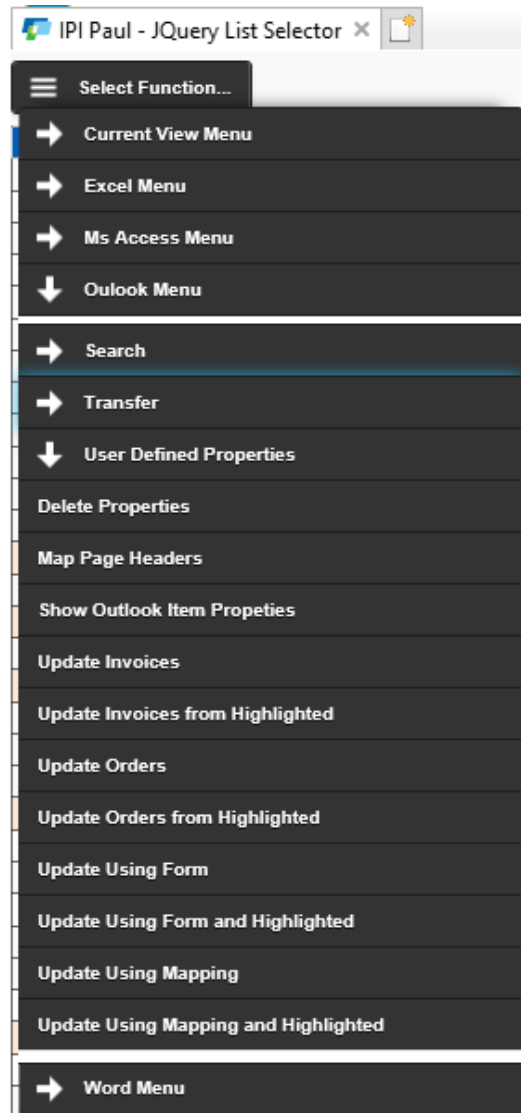 IPI Paul - JQuery List Selector
Select Function...
Current View Menu
Excel Menu
Ms Access Menu
Oulook Menu
Search
Transfer
User Defined Properties
Delete Properties
Map Page Headers
Show Outlook Item Propeties
Update Invoices
Update Invoices from Highlighted
Update Orders
Update Orders from Highlighted
Update Using Form
Update Using Form and Highlighted
Update Using Mapping
Update Using Mapping and Highlighted
Word Menu